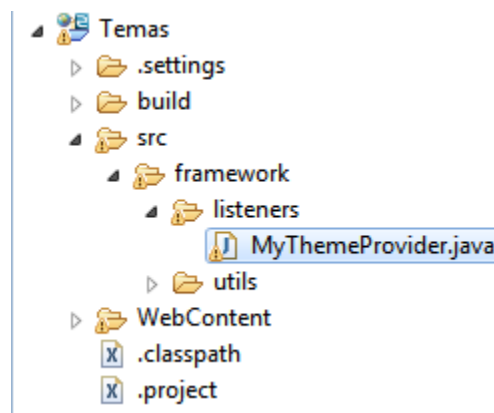 Temas
.settings
build
src
framework
listeners
MyThemeProvider.java
utils
WebContent
.classpath
.project